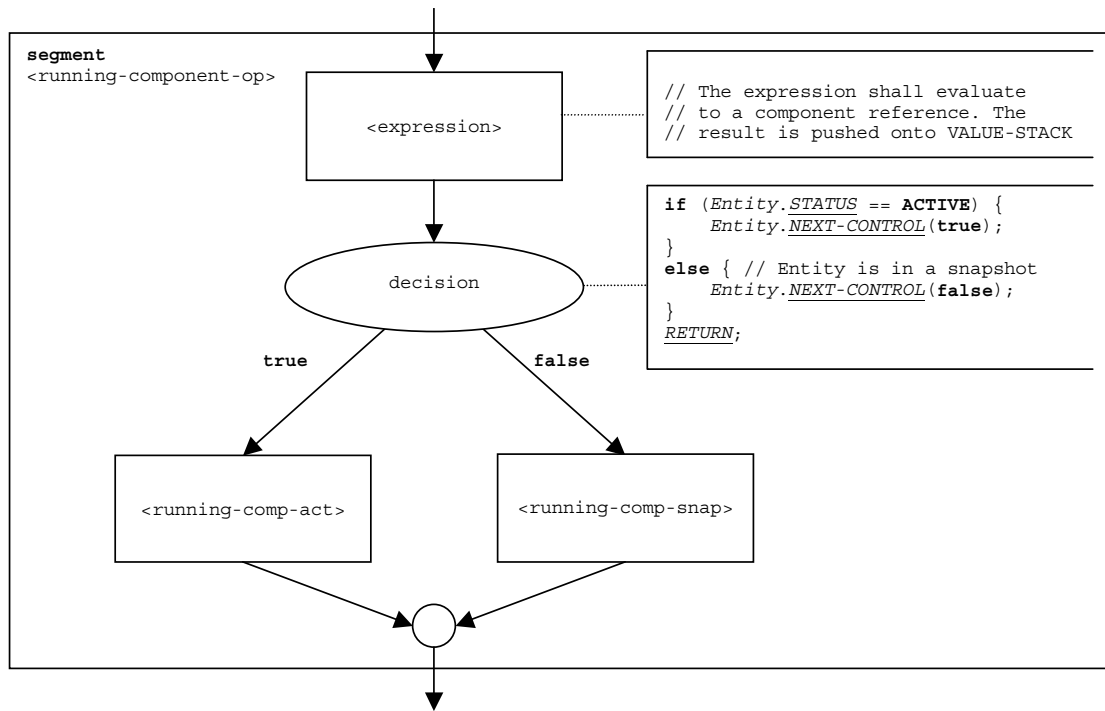 segment
<running-component-op>
<expression>
// The expression shall evaluate
// to a component reference. The
// result is pushed onto VALUE-STACK
decision
if (Entity.STATUS == ACTIVE) {
Entity.NEXT-CONTROL(true);
}
else { // Entity is in a snapshot
Entity.NEXT-CONTROL(false);
}
RETURN;
true
false
<running-comp-act>
<running-comp-snap>